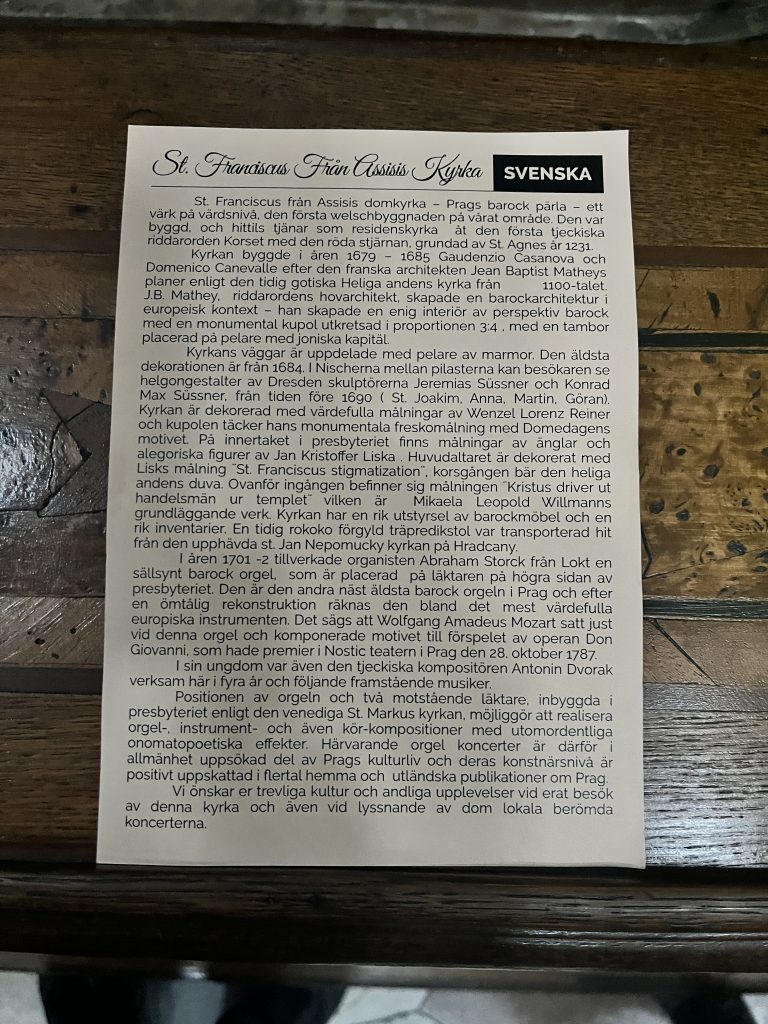 St. Franciscus Från Assisis Kyrka
SVENSKA
St. Franciscus från Assisis domkyrka – Prags barock pärla – ett
värk på värdsnivå, den första welschbyggnaden på vårat område. Den var
byggd, och hittils tjänar som residenskyrka åt den första tjeckiska
riddarorden Korset med den röda stjärnan, grundad av St. Agnes år 1231.
Kyrkan byggde i åren 1679 – 1685 Gaudenzio Casanova och
Domenico Canevalle efter den franska architekten Jean Baptist Matheys
planer enligt den tidig gotiska Heliga andens kyrka från 1100-talet.
J.B. Mathey, riddarordens hovarchitekt, skapade en barockarchitektur i
europeisk kontext – han skapade en enig interiör av perspektiv barock
med en monumental kupol utkretsad i proportionen 3:4 , med en tambor
placerad på pelare med joniska kapitäl.
Kyrkans väggar är uppdelade med pelare av marmor. Den äldsta
dekorationen är från 1684. I Nischerna mellan pilasterna kan besökaren se
helgongestalter av Dresden skulptörerna Jeremias Süssner och Konrad
Max Süssner, från tiden före 1690 ( St. Joakim, Anna, Martin, Göran).
Kyrkan är dekorerad med värdefulla målningar av Wenzel Lorenz Reiner
och kupolen täcker hans monumentala freskomålning med Domedagens
motivet. På innertaket i presbyteriet finns målningar av änglar och
alegoriska figurer av Jan Kristoffer Liska . Huvudaltaret är dekorerat med
Lisks målning ¨St. Franciscus stigmatization¨, korsgången bär den heliga
andens duva. Ovanför ingången befinner sig målningen ¨Kristus driver ut
handelsmän ur templet¨ vilken är Mikaela Leopold Willmanns
grundläggande verk. Kyrkan har en rik utstyrsel av barockmöbel och en
rik inventarier. En tidig rokoko förgyld träpredikstol var transporterad hit
från den upphävda st. Jan Nepomucky kyrkan på Hradcany.
I åren 1701 -2 tillverkade organisten Abraham Storck från Lokt en
sällsynt barock orgel, som är placerad på läktaren på högra sidan av
presbyteriet. Den är den andra näst äldsta barock orgeln i Prag och efter
en ömtålig rekonstruktion räknas den bland det mest värdefulla
europiska instrumenten. Det sägs att Wolfgang Amadeus Mozart satt just
vid denna orgel och komponerade motivet till förspelet av operan Don
Giovanni, som hade premier i Nostic teatern i Prag den 28. oktober 1787.
I sin ungdom var även den tjeckiska kompositören Antonin Dvorak
verksam här i fyra år och följande framstående musiker.
Positionen av orgeln och två motstående läktare, inbyggda i
presbyteriet enligt den venediga St. Markus kyrkan, möjliggör att realisera
orgel-, instrument- och även kör-kompositioner med utomordentliga
onomatopoetiska effekter. Härvarande orgel koncerter är därför i
allmänhet uppsökad del av Prags kulturliv och deras konstnärsnivå är
positivt uppskattad i flertal hemma och utländska publikationer om Prag.
Vi önskar er trevliga kultur och andliga upplevelser vid erat besök
av denna kyrka och även vid lyssnande av dom lokala berömda
koncerterna.